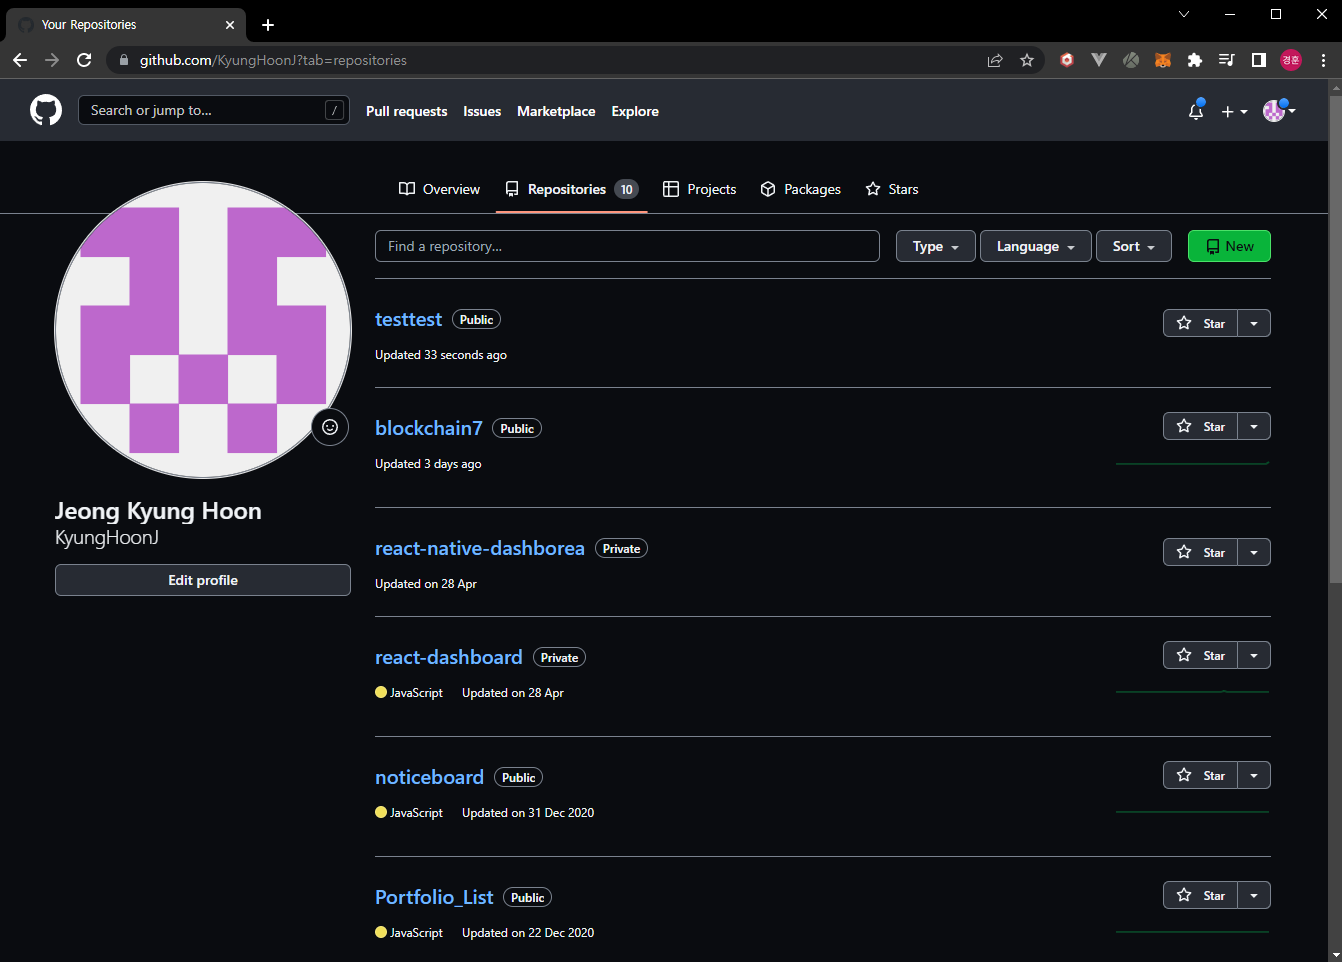 Your Repositories
github.com/KyungHoonJ?tab=repositories
경훈
Search or jump to... /
Pull requests Issues Marketplace Explore
Overview Repositories 10 Projects Packages Stars
Find a repository... Type Language Sort New
testtest Public Star
Updated 33 seconds ago
blockchain7 Public Star
Updated 3 days ago
Jeong Kyung Hoon
KyungHoonJ
Edit profile
react-native-dashborea Private Star
Updated on 28 Apr
react-dashboard Private Star
JavaScript Updated on 28 Apr
noticeboard Public Star
JavaScript Updated on 31 Dec 2020
Portfolio_List Public Star
JavaScript Updated on 22 Dec 2020